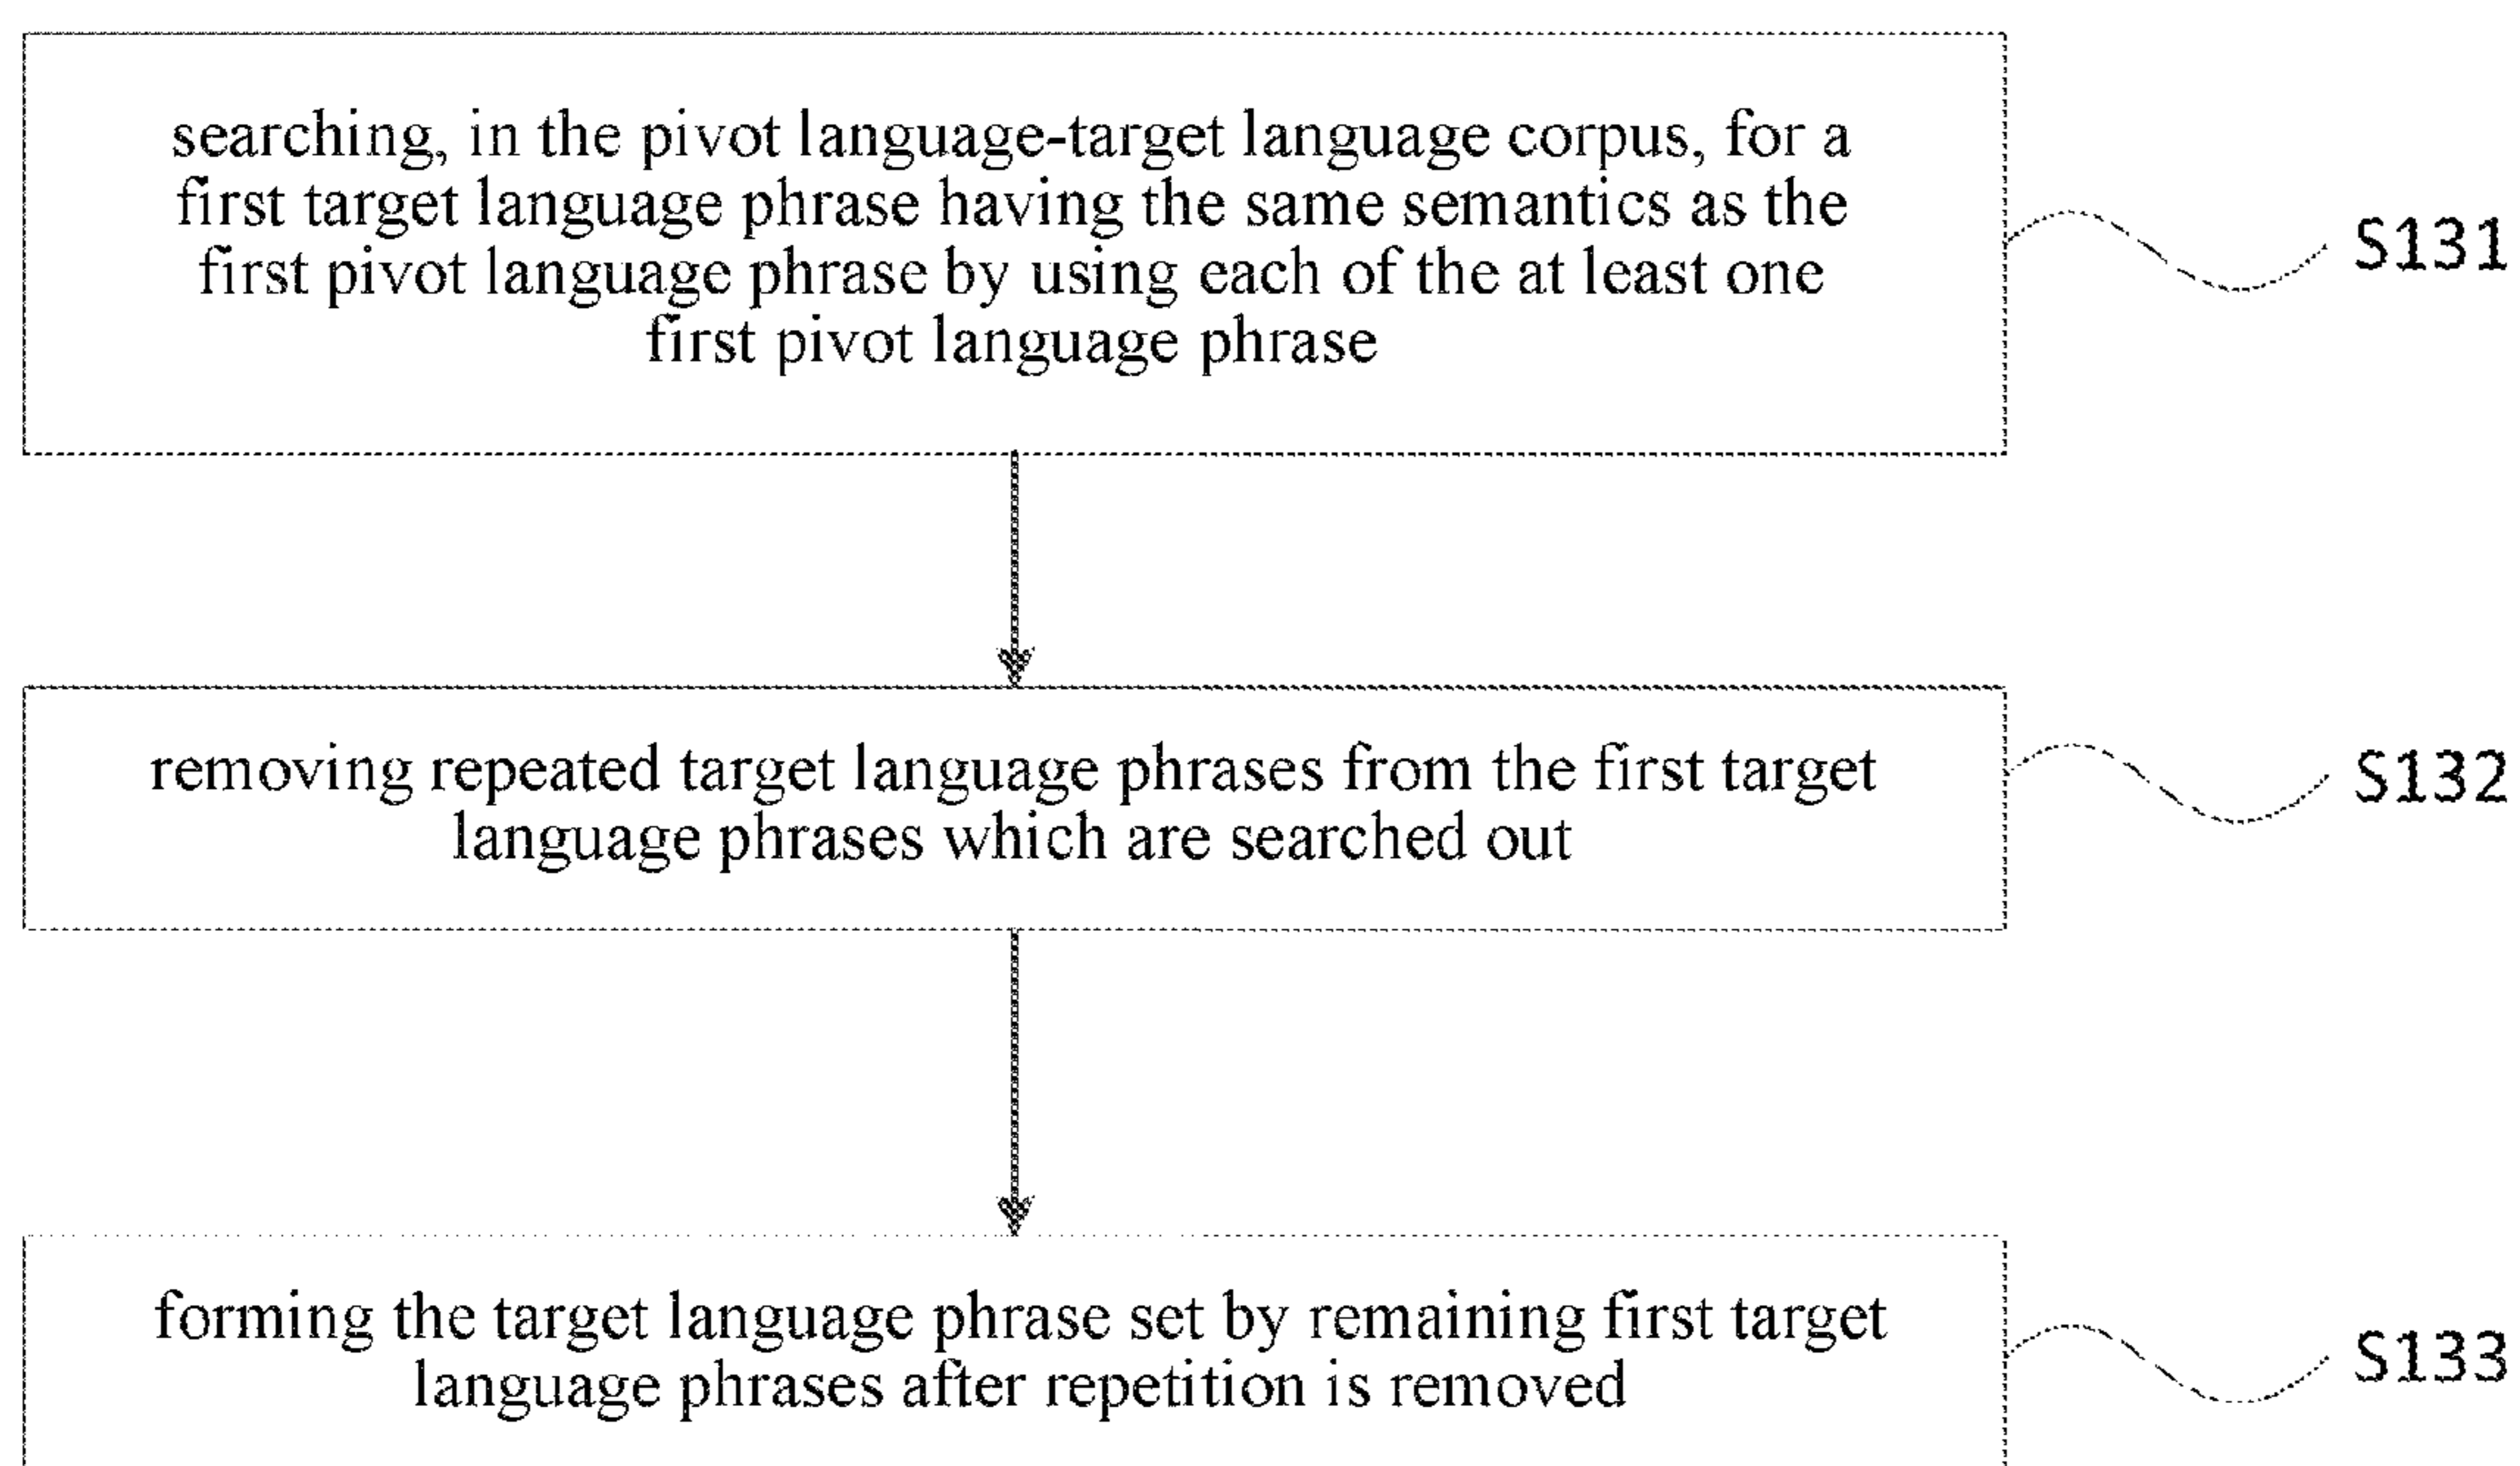 searching, in the pivot language-target language corpus, for a
first target language phrase having the same semantics as the
first pivot language phrase by using each of the at least one
first pivot language phrase
S131
removing repeated target language phrases from the first target
language phrases which are searched out
S132
forming the target language phrase set by remaining first target
language phrases after repetition is removed
S133